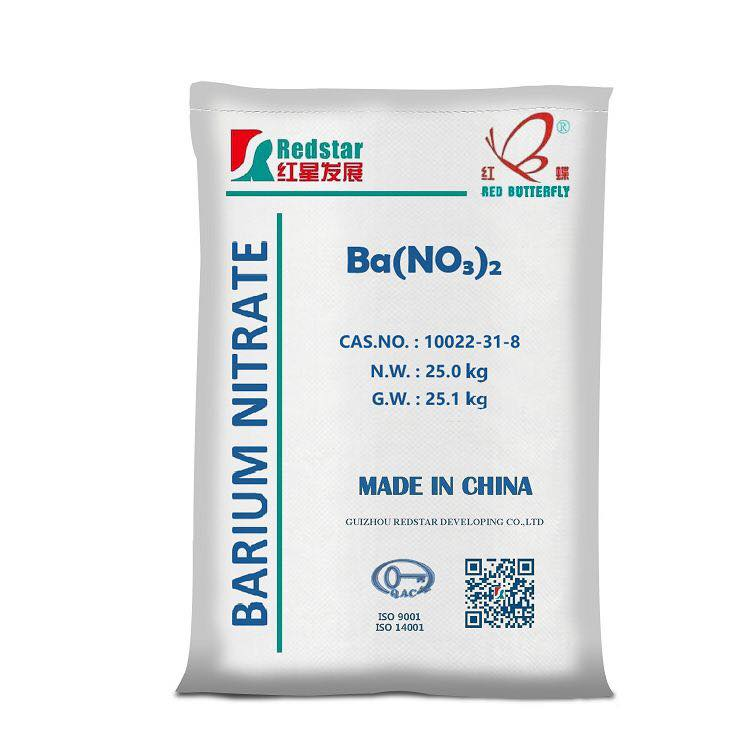 Redstar
红星发展
®
红 蝶
RED BUTTERFLY
BARIUM NITRATE
Ba(NO₃)₂
CAS.NO. : 10022-31-8
N.W. : 25.0 kg
G.W. : 25.1 kg
MADE IN CHINA
GUIZHOU REDSTAR DEVELOPING CO.,LTD
QAC
ISO 9001
ISO 14001